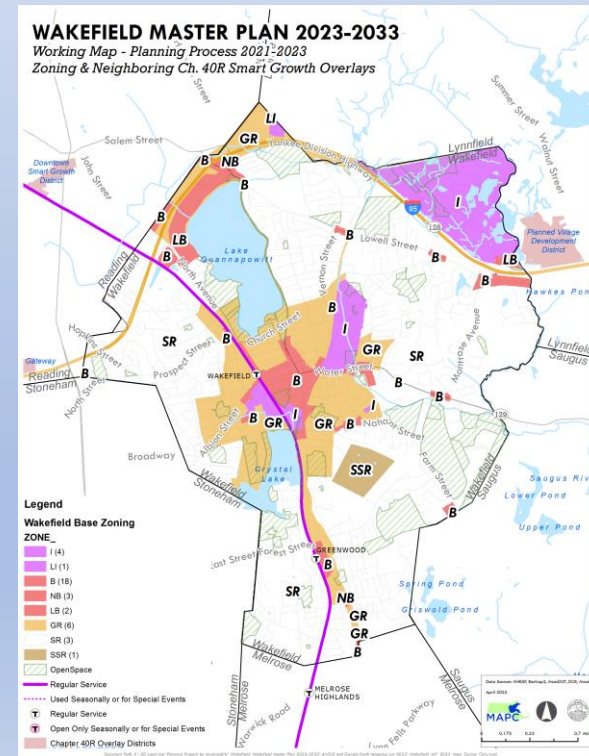 WAKEFIELD MASTER PLAN 2023-2033
Working Map - Planning Process 2021-2023
Zoning & Neighboring Ch. 40R Smart Growth Overlays
Summer Street
Walnut Street
LI
GR
Salem Street
Yankee Division Highway
Lynnfield
Wakefield
Downtown
Smart Growth
District
John Street
B
NB
B
I
95
128
Planned Village
Development
District
B
LB
B
Lake
Quannapowitt
B
Lowell Street
B
LB
B
Hawkes Pond
Reading
Wakefield
North Avenue
Vernon Street
Hopkins Street
SR
B
Church Street
B
I
GR
SR
Montrose Avenue
Lynnfield
Saugus
Gateway
Reading
Stoneham
B
North Street
Prospect Street
WAKEFIELD
T
B
Water Street
B
B
129
Albion Street
B
GR
I
GR
B
I
Nahant Street
Broadway
Wakefield
Stoneham
Crystal
Lake
SSR
Farm Street
Wakefield
Saugus
Saugus
Lower Pond
Upper Pond
B
Forest Street
GREENWOOD
T
B
SR
NB
Spring Pond
Griswold Pond
GR
GR
B
Wakefield
Melrose
Stoneham
Melrose
T
MELROSE
HIGHLANDS
Saugus
Melrose
Warwick Road
Lynn Fells Parkway
Legend
Wakefield Base Zoning
ZONE_
I (4)
LI (1)
B (18)
NB (3)
LB (2)
GR (6)
SR (3)
SSR (1)
OpenSpace
Regular Service
Used Seasonally or for Special Events
T Regular Service
T Open Only Seasonally or for Special Events
Chapter 40R Overlay Districts
April 2023
MAPC